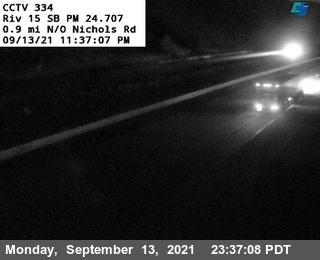 CCTV 334
Riv 15 SB PM 24.707
0.9 mi N/O Nichols Rd
09/13/21 11:37:07 PM
Monday, September 13, 2021 23:37:08 PDT